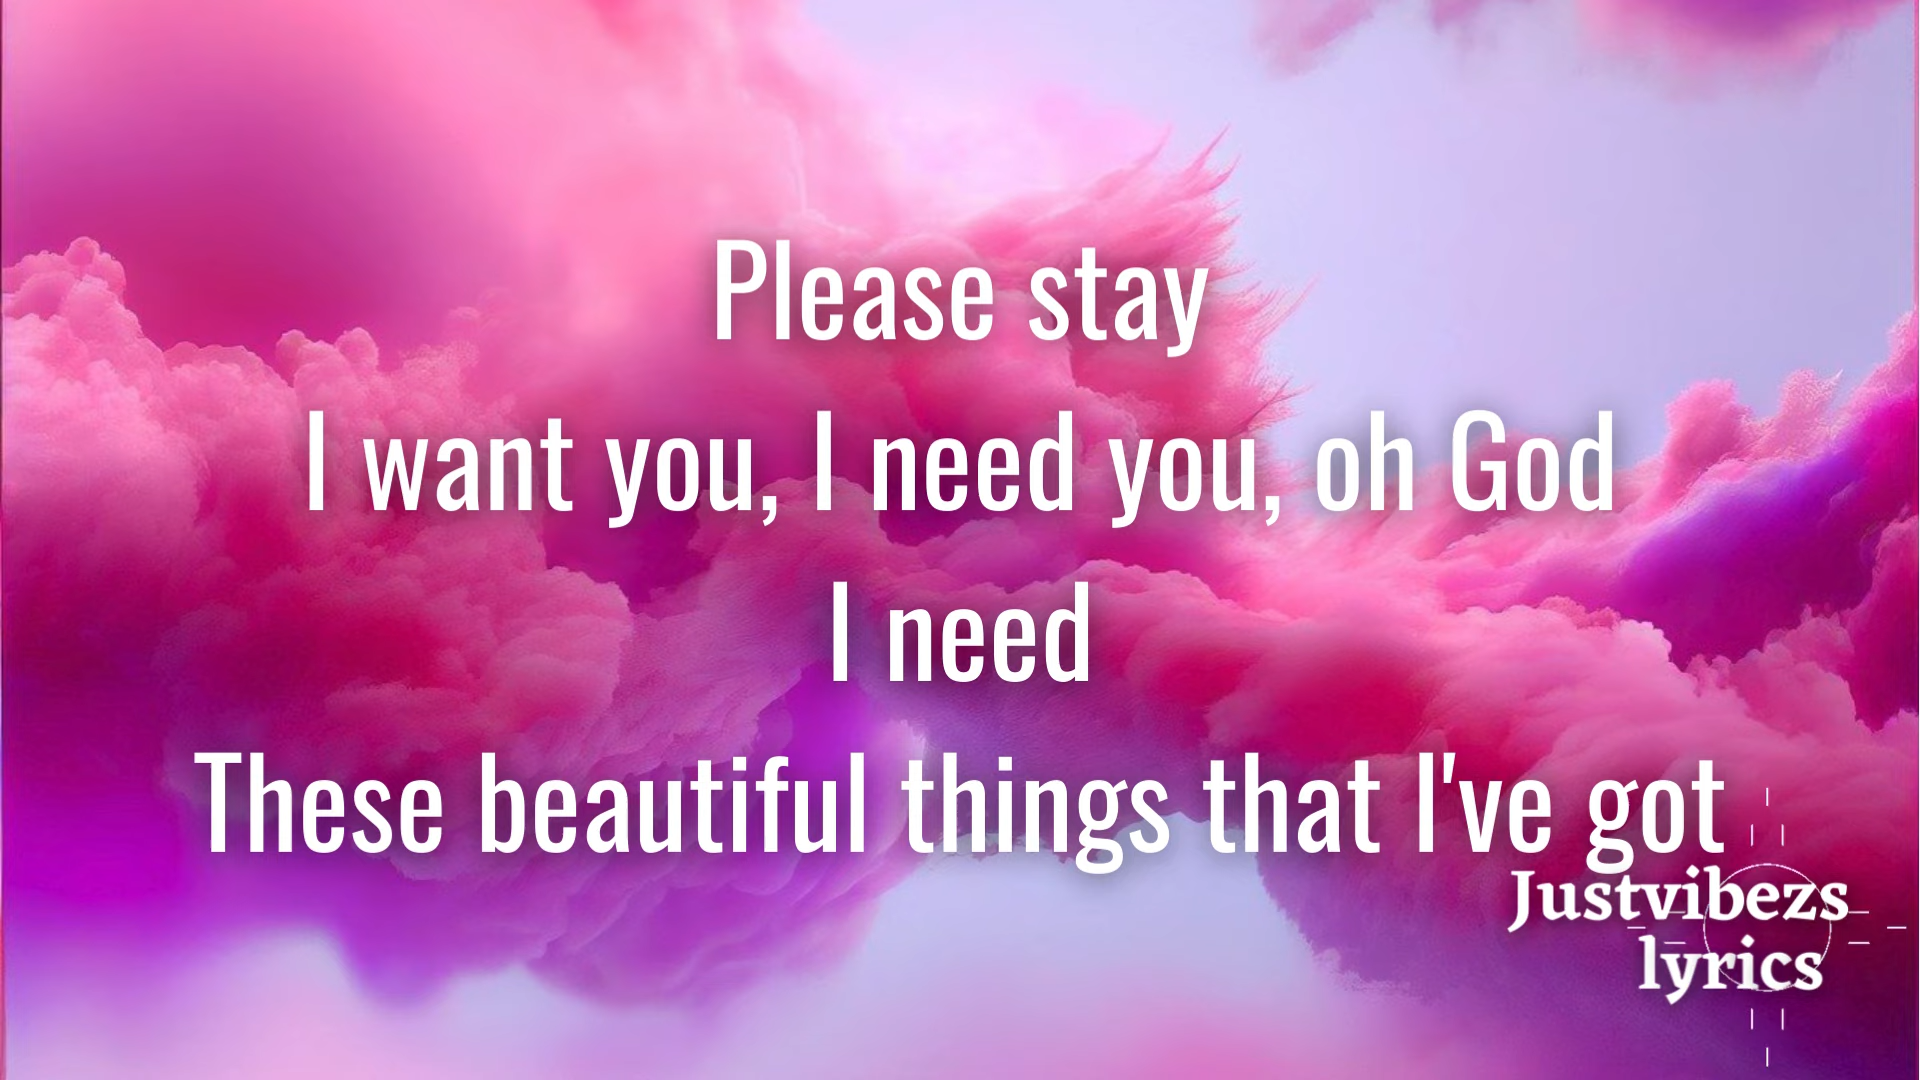 Please stay
I want you, I need you, oh God
I need
These beautiful things that I've got
Justvibezs
lyrics